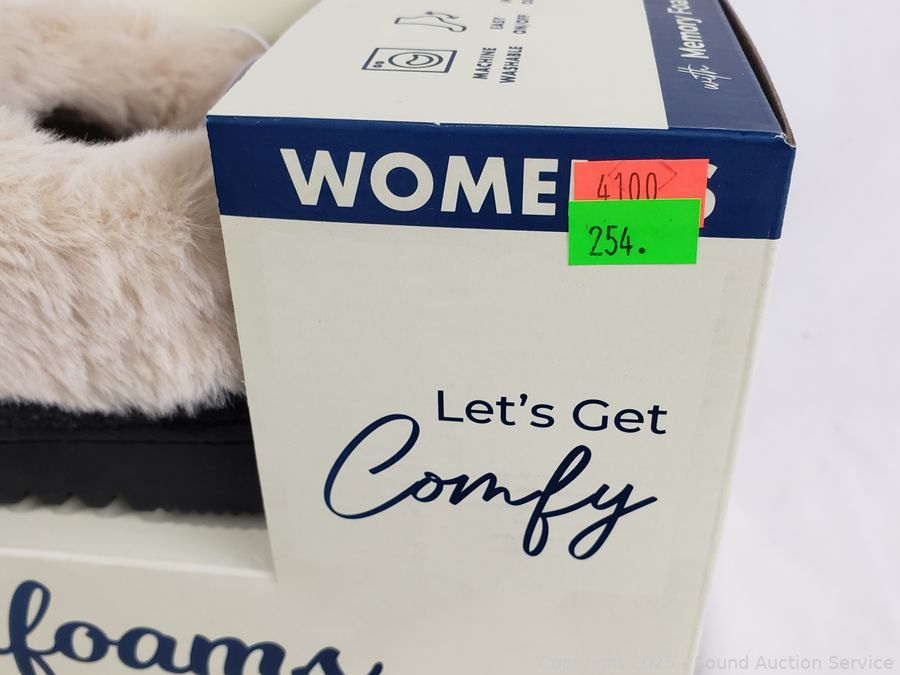 MACHINE
WASHABLE
EASY
ON/OFF
with Memory Foa
WOME S
4100
254.
Let's Get
Comfy
foams
Copyright 2025 - Sound Auction Service